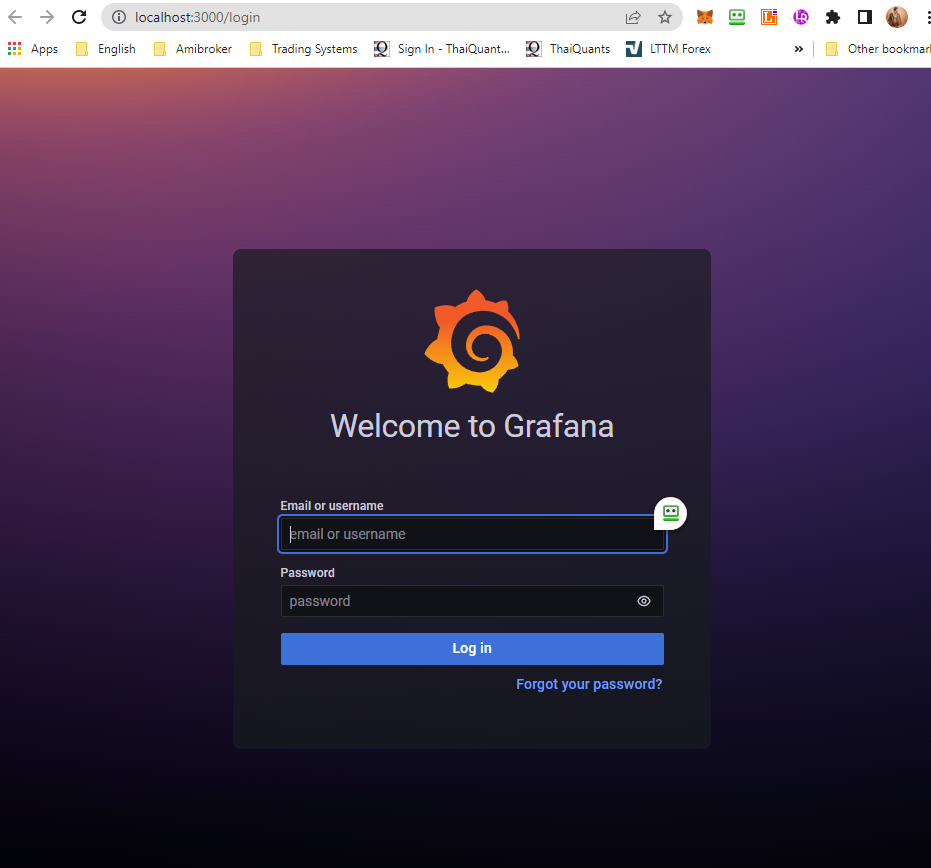 localhost:3000/login
Apps English Amibroker Trading Systems Sign In - ThaiQuant... ThaiQuants LTTM Forex » Other bookmar
Welcome to Grafana
Email or username
email or username
Password
password
Log in
Forgot your password?